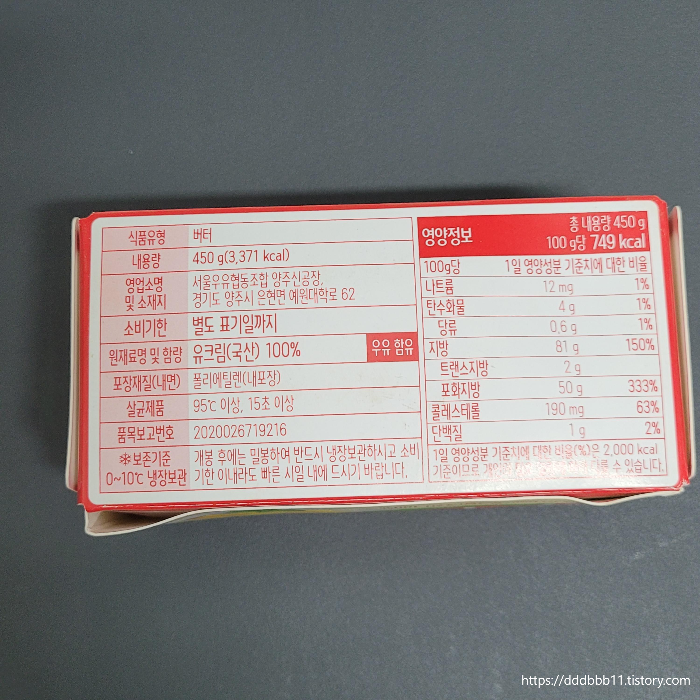 식품유형 버터
내용량 450 g(3,371 kcal)
영업소명 및 소재지 서울우유협동조합 양주신공장,
경기도 양주시 은현면 예원대학로 62
소비기한 별도 표기일까지
원재료명 및 함량 유크림(국산) 100% 우유 함유
포장재질(내면) 폴리에틸렌(내포장)
살균제품 95℃ 이상, 15초 이상
품목보고번호 2020026719216
❄보존기준
0~10℃ 냉장보관
개봉 후에는 밀봉하여 반드시 냉장보관하시고 소비
기한 이내라도 빠른 시일 내에 드시기 바랍니다.
영양정보
총 내용량 450 g
100 g당 749 kcal
100g당 1일 영양성분 기준치에 대한 비율
나트륨 12 mg 1%
탄수화물 4 g 1%
당류 0.6 g 1%
지방 81 g 150%
트랜스지방 2 g
포화지방 50 g 333%
콜레스테롤 190 mg 63%
단백질 1 g 2%
1일 영양성분 기준치에 대한 비율(%)은 2,000 kcal
기준이므로 수 있습니다.
https://dddbbb11.tistory.com